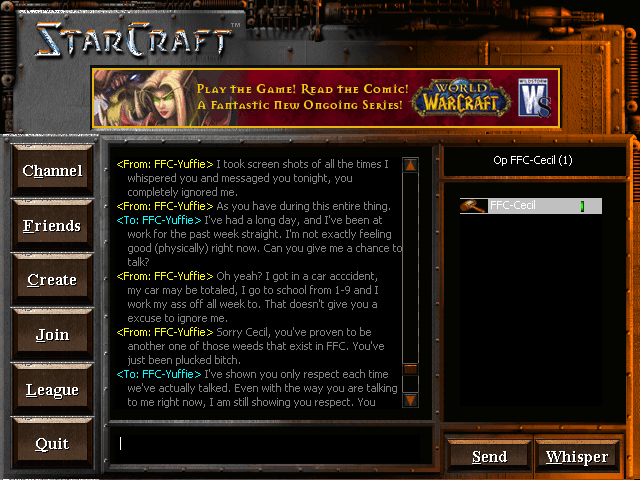 STARCRAFT™
PLAY THE GAME! READ THE COMIC!
A FANTASTIC NEW ONGOING SERIES!
WORLD OF WARCRAFT
WILDSTORM
WS
Channel
Friends
Create
Join
League
Quit
<From: FFC-Yuffie> I took screen shots of all the times I
whispered you and messaged you tonight, you
completely ignored me.
<From: FFC-Yuffie> As you have during this entire thing.
<To: FFC-Yuffie> I've had a long day, and I've been at
work for the past week straight. I'm not exactly feeling
good (physically) right now. Can you give me a chance to
talk?
<From: FFC-Yuffie> Oh yeah? I got in a car acccident,
my car may be totaled, I go to school from 1-9 and I
work my ass off all week to. That doesn't give you a
excuse to ignore me.
<From: FFC-Yuffie> Sorry Cecil, you've proven to be
another one of those weeds that exist in FFC. You've
just been plucked bitch.
<To: FFC-Yuffie> I've shown you only respect each time
we've actually talked. Even with the way you are talking
to me right now, I am still showing you respect. You
Op FFC-Cecil (1)
FFC-Cecil
Send
Whisper